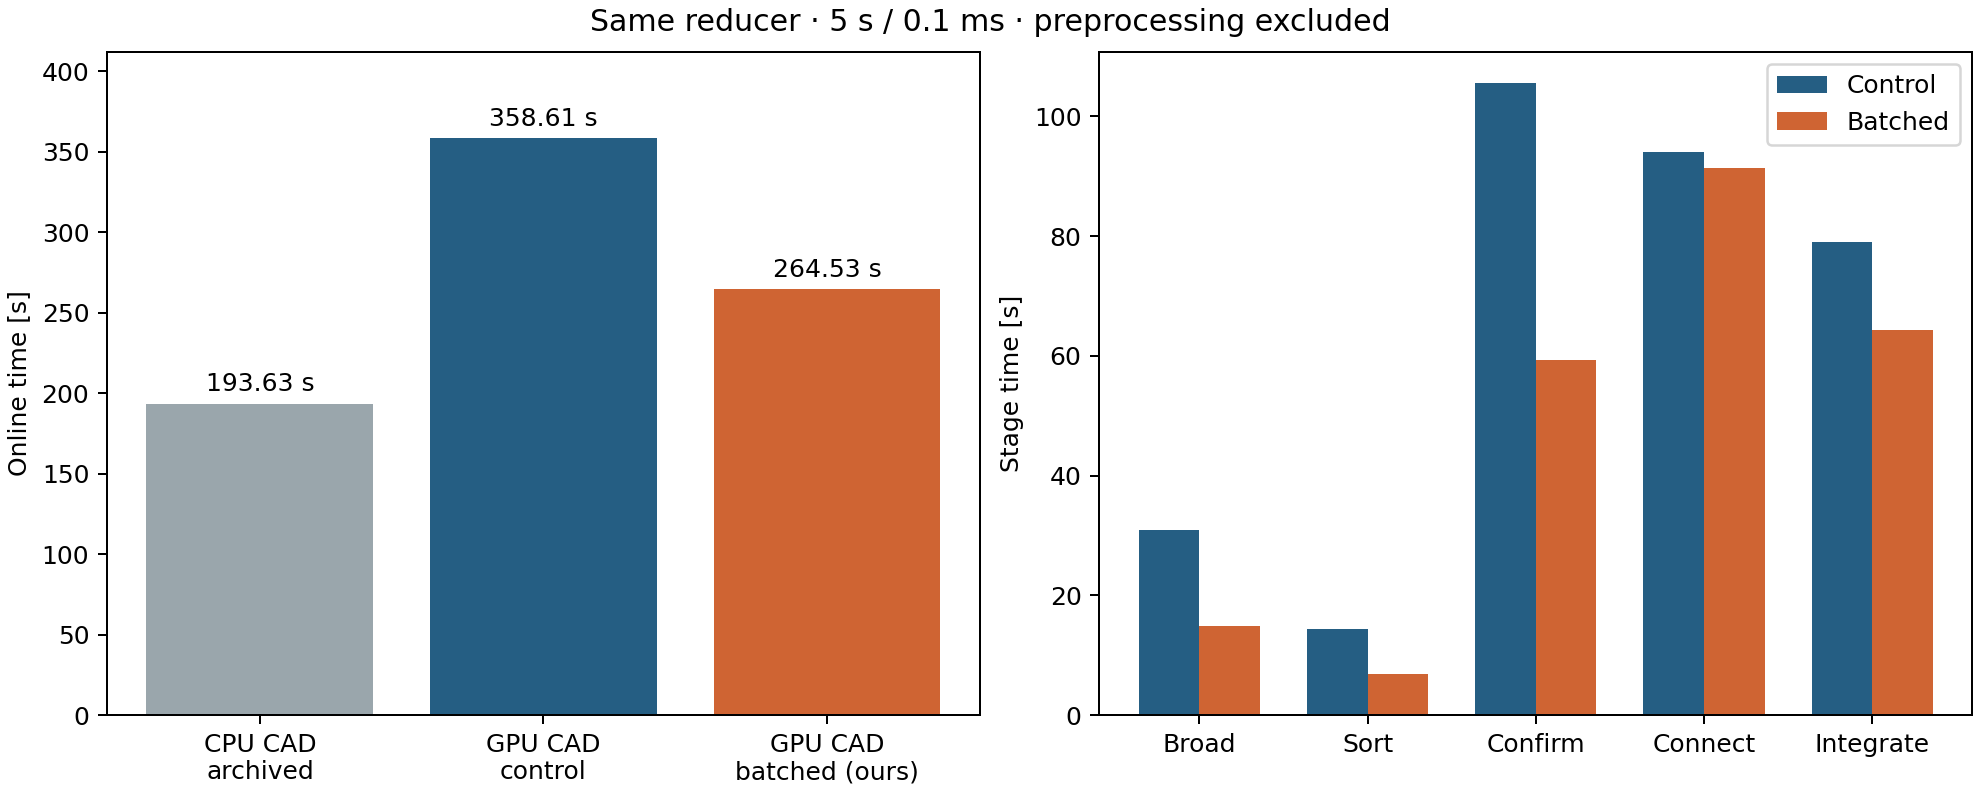 Same reducer · 5 s / 0.1 ms · preprocessing excluded
Online time [s]
400
350
300
250
200
150
100
50
0
193.63 s
358.61 s
264.53 s
CPU CAD
archived
GPU CAD
control
GPU CAD
batched (ours)
Stage time [s]
100
80
60
40
20
0
Control
Batched
Broad
Sort
Confirm
Connect
Integrate